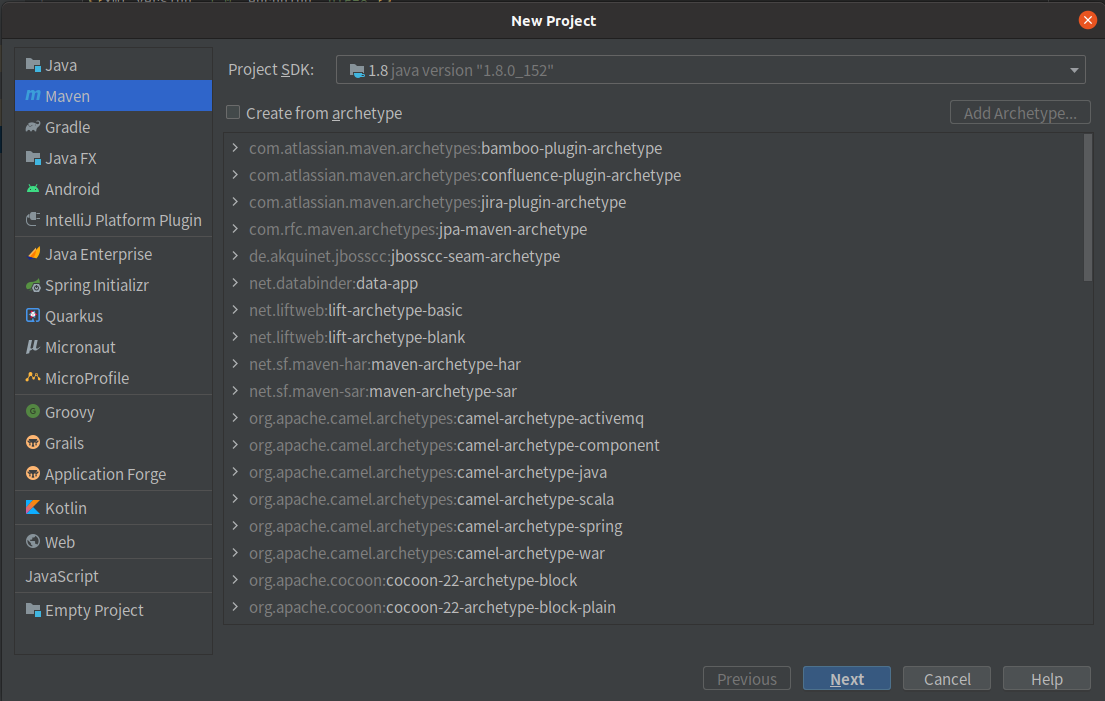 New Project
Java
Maven
Gradle
Java FX
Android
IntelliJ Platform Plugin
Java Enterprise
Spring Initializr
Quarkus
Micronaut
MicroProfile
Groovy
Grails
Application Forge
Kotlin
Web
JavaScript
Empty Project
Project SDK: 1.8 java version "1.8.0_152"
Create from archetype
Add Archetype...
com.atlassian.maven.archetypes:bamboo-plugin-archetype
com.atlassian.maven.archetypes:confluence-plugin-archetype
com.atlassian.maven.archetypes:jira-plugin-archetype
com.rfc.maven.archetypes:jpa-maven-archetype
de.akquinet.jbosscc:jbosscc-seam-archetype
net.databinder:data-app
net.liftweb:lift-archetype-basic
net.liftweb:lift-archetype-blank
net.sf.maven-har:maven-archetype-har
net.sf.maven-sar:maven-archetype-sar
org.apache.camel.archetypes:camel-archetype-activemq
org.apache.camel.archetypes:camel-archetype-component
org.apache.camel.archetypes:camel-archetype-java
org.apache.camel.archetypes:camel-archetype-scala
org.apache.camel.archetypes:camel-archetype-spring
org.apache.camel.archetypes:camel-archetype-war
org.apache.cocoon:cocoon-22-archetype-block
org.apache.cocoon:cocoon-22-archetype-block-plain
Previous
Next
Cancel
Help